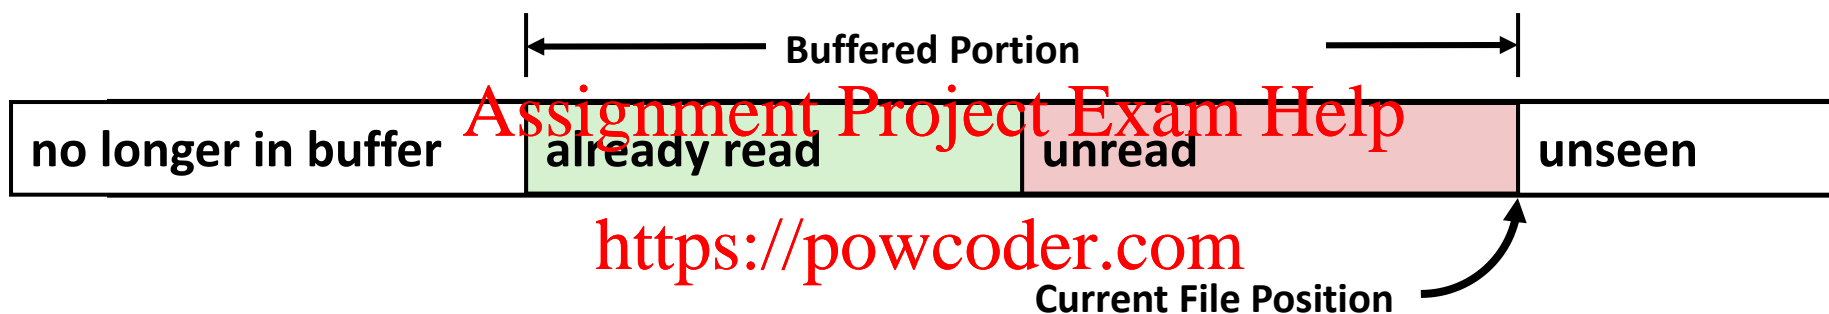 Buffered Portion
Assignment Project Exam Help
no longer in buffer already read unread unseen
https://powcoder.com
Current File Position